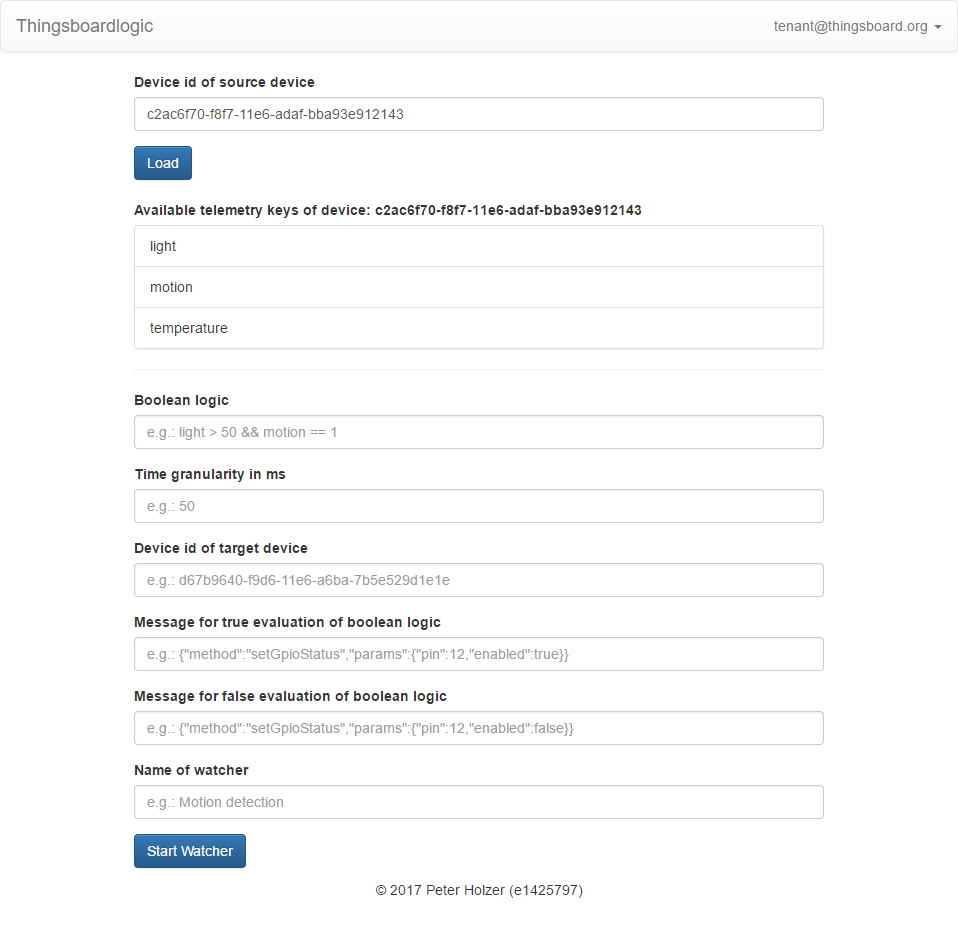 Thingsboardlogic
tenant@thingsboard.org
Device id of source device
c2ac6f70-f8f7-11e6-adaf-bba93e912143
Load
Available telemetry keys of device: c2ac6f70-f8f7-11e6-adaf-bba93e912143
light
motion
temperature
Boolean logic
e.g.: light > 50 && motion == 1
Time granularity in ms
e.g.: 50
Device id of target device
e.g.: d67b9640-f9d6-11e6-a6ba-7b5e529d1e1e
Message for true evaluation of boolean logic
e.g.: {"method":"setGpioStatus","params":{"pin":12,"enabled":true}}
Message for false evaluation of boolean logic
e.g.: {"method":"setGpioStatus","params":{"pin":12,"enabled":false}}
Name of watcher
e.g.: Motion detection
Start Watcher
© 2017 Peter Holzer (e1425797)